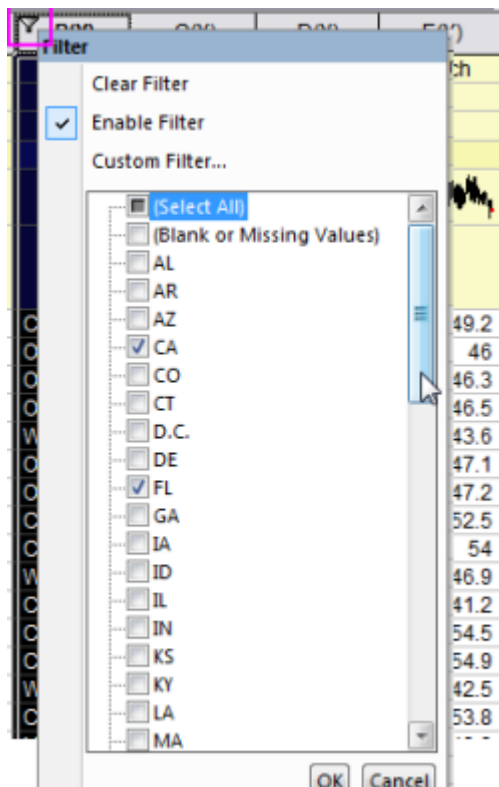 Filter
Clear Filter
Enable Filter
Custom Filter...
(Select All)
(Blank or Missing Values)
AL
AR
AZ
CA
CO
CT
D.C.
DE
FL
GA
IA
ID
IL
IN
KS
KY
LA
MA
OK Cancel
49.2
46
46.3
46.5
43.6
47.1
47.2
52.5
54
46.9
41.2
54.5
54.9
42.5
53.8